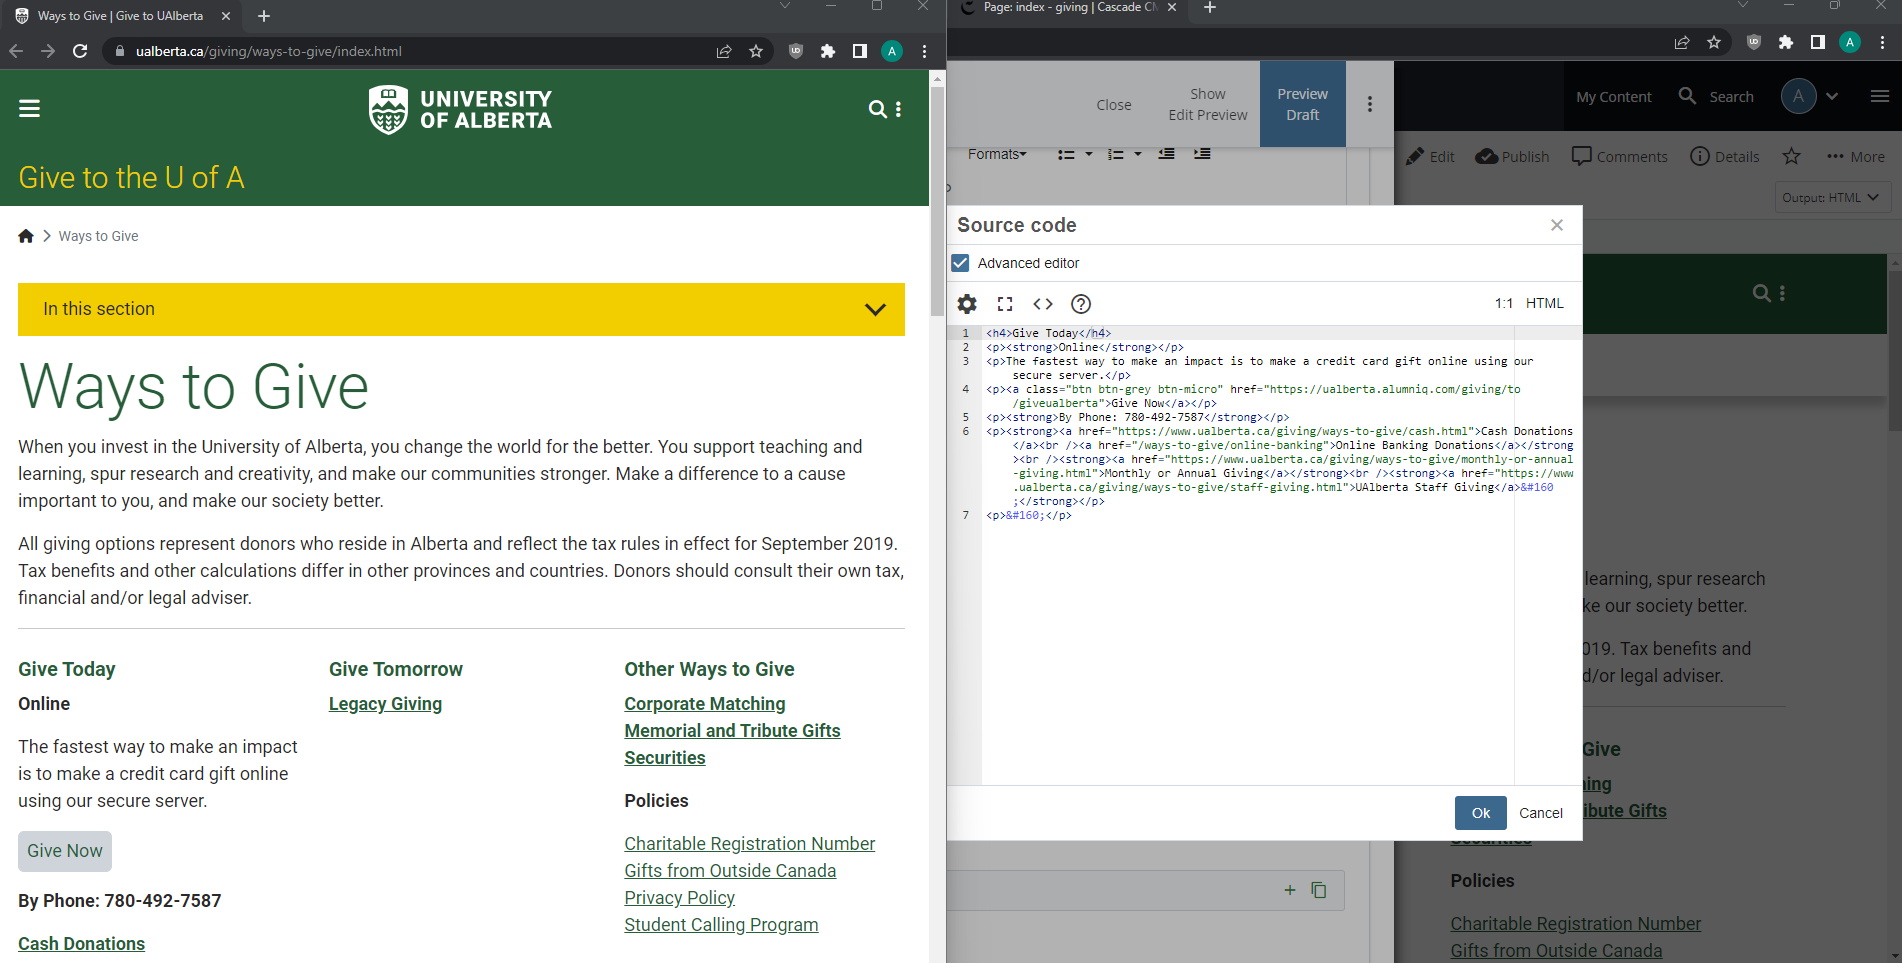 Ways to Give | Give to UAlberta
ualberta.ca/giving/ways-to-give/index.html
A
UNIVERSITY
OF ALBERTA
Give to the U of A
Ways to Give
In this section
Ways to Give
When you invest in the University of Alberta, you change the world for the better. You support teaching and
learning, spur research and creativity, and make our communities stronger. Make a difference to a cause
important to you, and make our society better.
All giving options represent donors who reside in Alberta and reflect the tax rules in effect for September 2019.
Tax benefits and other calculations differ in other provinces and countries. Donors should consult their own tax,
financial and/or legal adviser.
Give Today
Online
The fastest way to make an impact
is to make a credit card gift online
using our secure server.
Give Now
By Phone: 780-492-7587
Cash Donations
Give Tomorrow
Legacy Giving
Other Ways to Give
Corporate Matching
Memorial and Tribute Gifts
Securities
Policies
Charitable Registration Number
Gifts from Outside Canada
Privacy Policy
Student Calling Program
Page: index - giving | Cascade CM
A
Close
Show
Edit Preview
Preview
Draft
My Content
Search
A
Formats
Edit
Publish
Comments
Details
More
Output: HTML
Source code
Advanced editor
1:1 HTML
1 <h4>Give Today</h4>
2 <p><strong>Online</strong></p>
3 <p>The fastest way to make an impact is to make a credit card gift online using our
secure server.</p>
4 <p><a class="btn btn-grey btn-micro" href="https://ualberta.alumniq.com/giving/to
/giveualberta">Give Now</a></p>
5 <p><strong>By Phone: 780-492-7587</strong></p>
6 <p><strong><a href="https://www.ualberta.ca/giving/ways-to-give/cash.html">Cash Donations
</a><br /><a href="/ways-to-give/online-banking">Online Banking Donations</a></strong
><br /><strong><a href="https://www.ualberta.ca/giving/ways-to-give/monthly-or-annual
-giving.html">Monthly or Annual Giving</a></strong><br /><strong><a href="https://www
.ualberta.ca/giving/ways-to-give/staff-giving.html">UAlberta Staff Giving</a>&#160
;</strong></p>
7 <p>&#160;</p>
Ok
Cancel
learning, spur research
ke our society better.
019. Tax benefits and
d/or legal adviser.
Give
ing
ibute Gifts
Securities
Policies
Charitable Registration Number
Gifts from Outside Canada